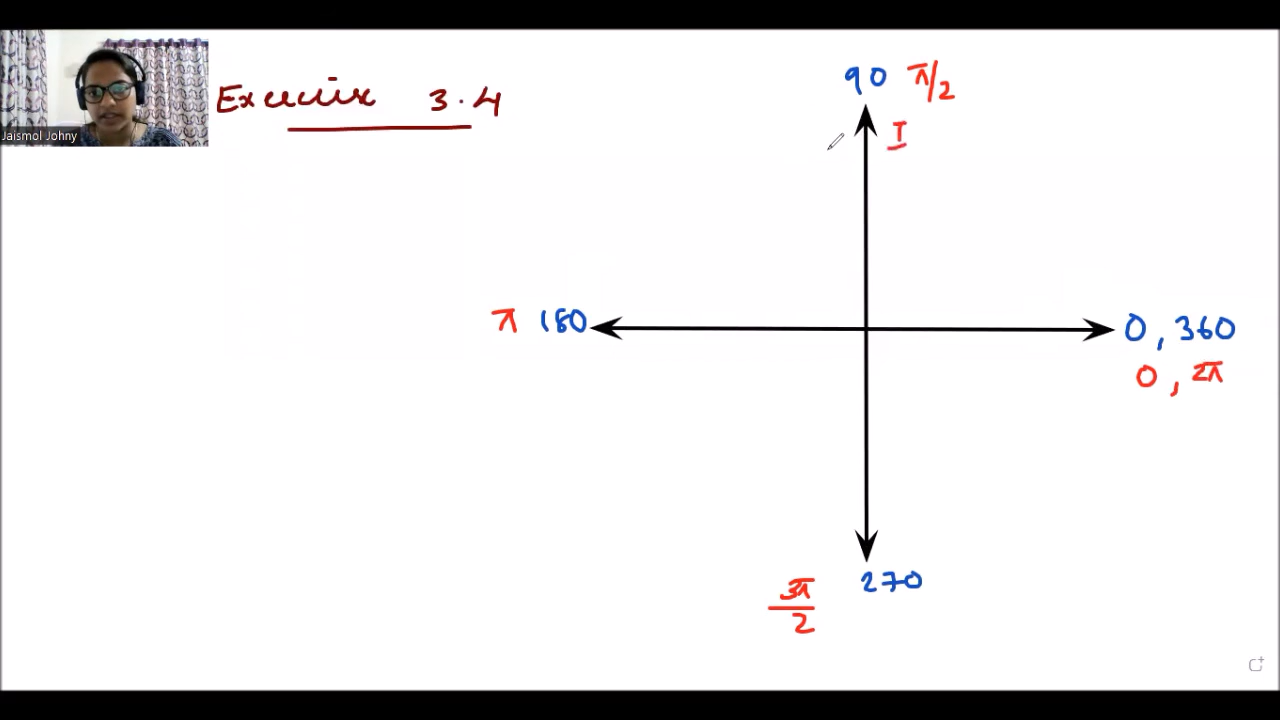 Jaismol Johny
Exercise 3.4
90 π/2
I
π 180
0, 360
0, 2π
3π/2 270